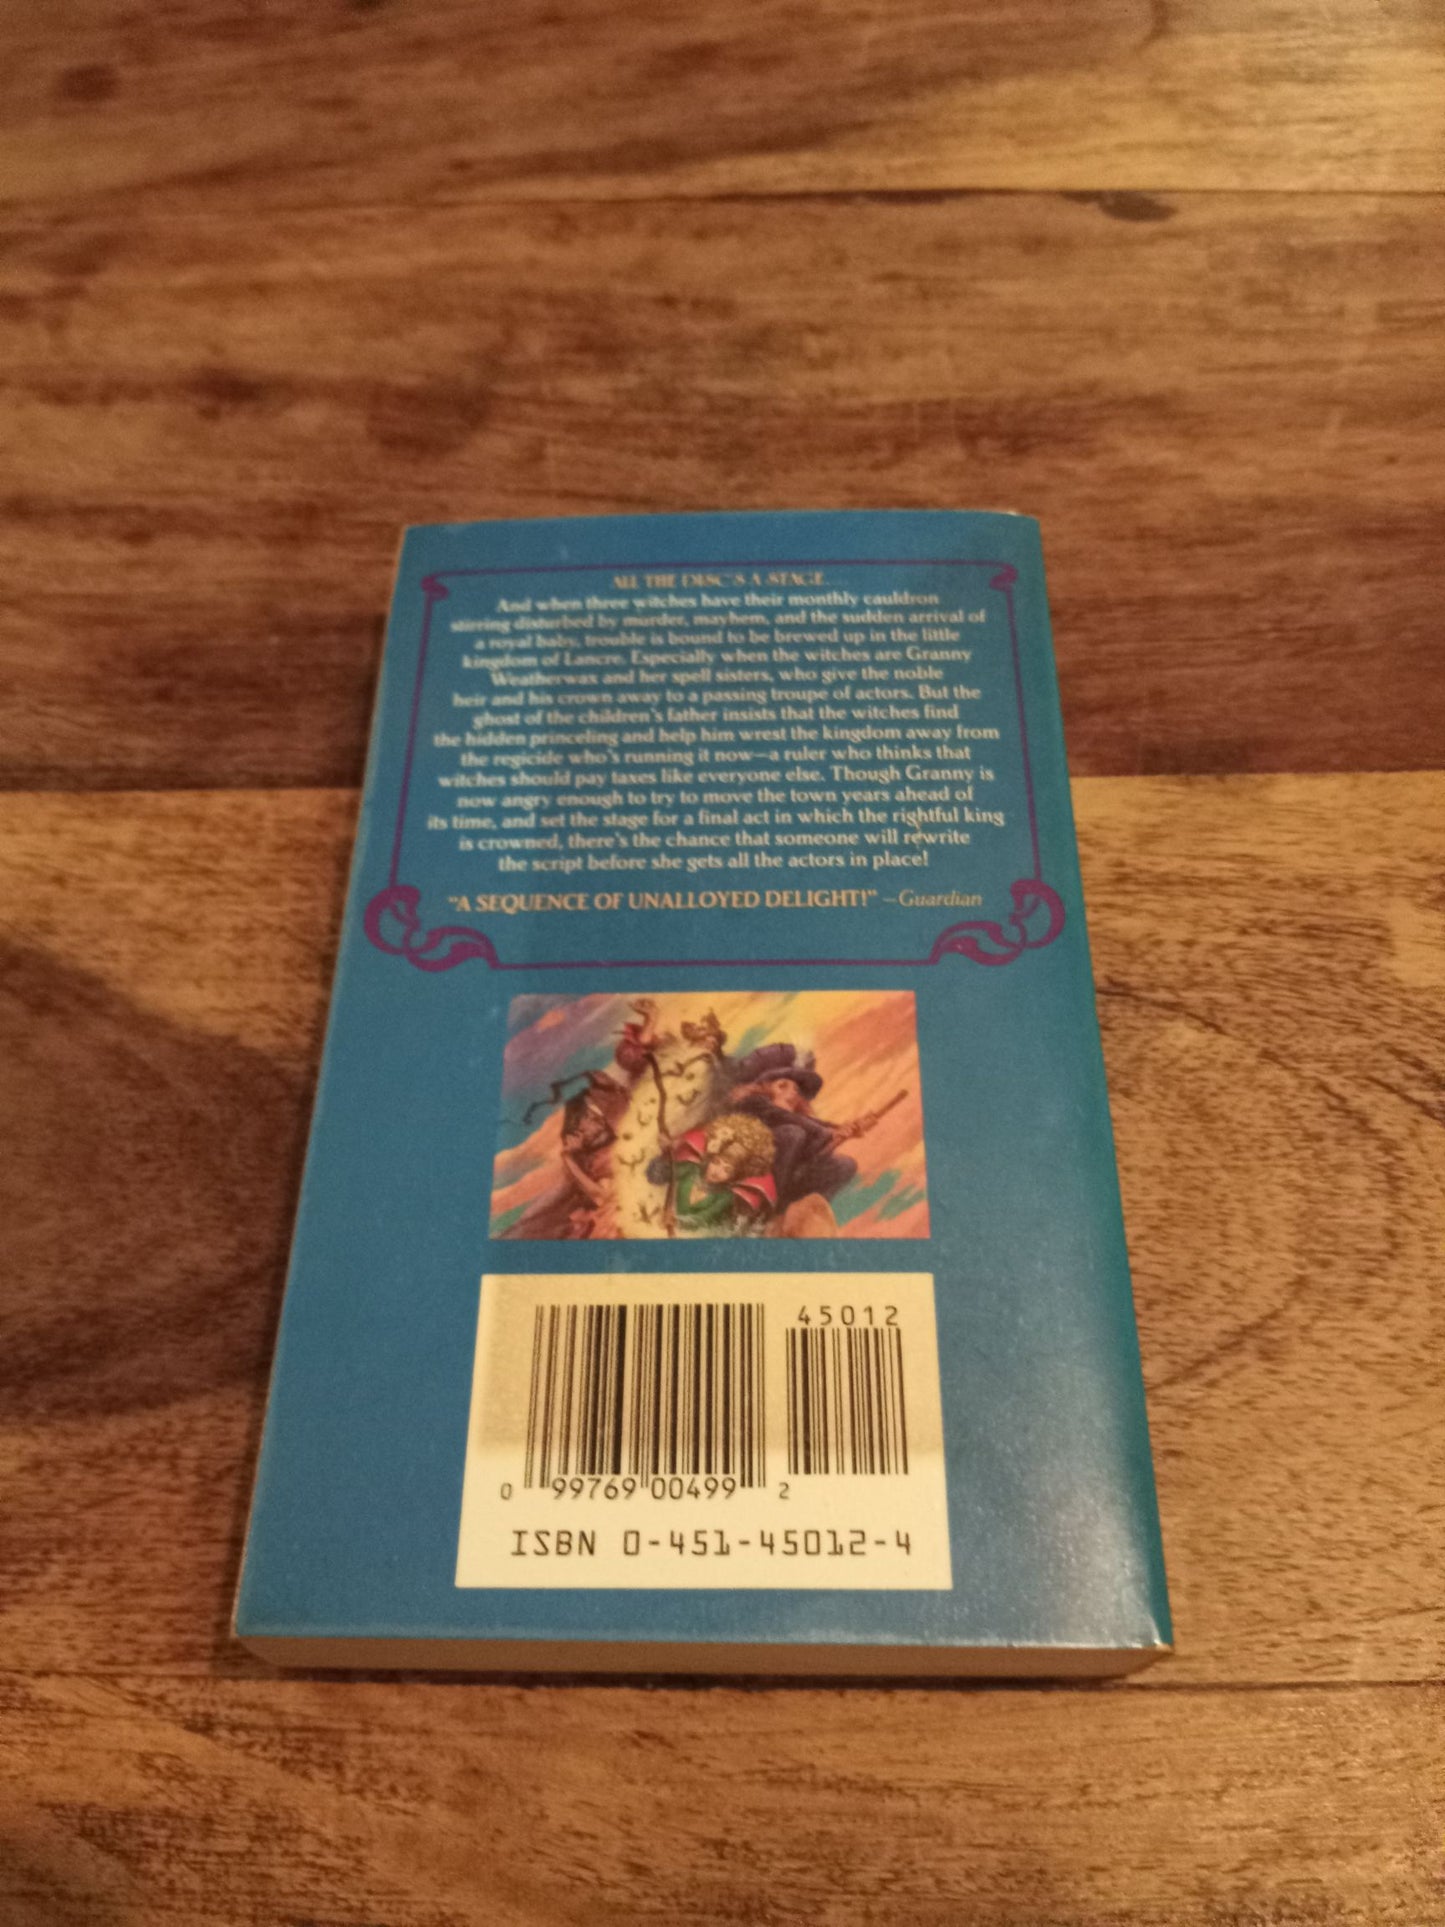 ALL THE DISC'S A STAGE...
And when three witches have their monthly cauldron
stirring disturbed by murder, mayhem, and the sudden arrival of
a royal baby, trouble is bound to be brewed up in the little
kingdom of Lancre. Especially when the witches are Granny
Weatherwax and her spell sisters, who give the noble
heir and his crown away to a passing troupe of actors. But the
ghost of the children's father insists that the witches find
the hidden princeling and help him wrest the kingdom away from
the regicide who's running it now—a ruler who thinks that
witches should pay taxes like everyone else. Though Granny is
now angry enough to try to move the town years ahead of
its time, and set the stage for a final act in which the rightful king
is crowned, there's the chance that someone will rewrite
the script before she gets all the actors in place!
"A SEQUENCE OF UNALLOYED DELIGHT!" —Guardian
45012
0 99769 00499 2
ISBN 0-451-45012-4